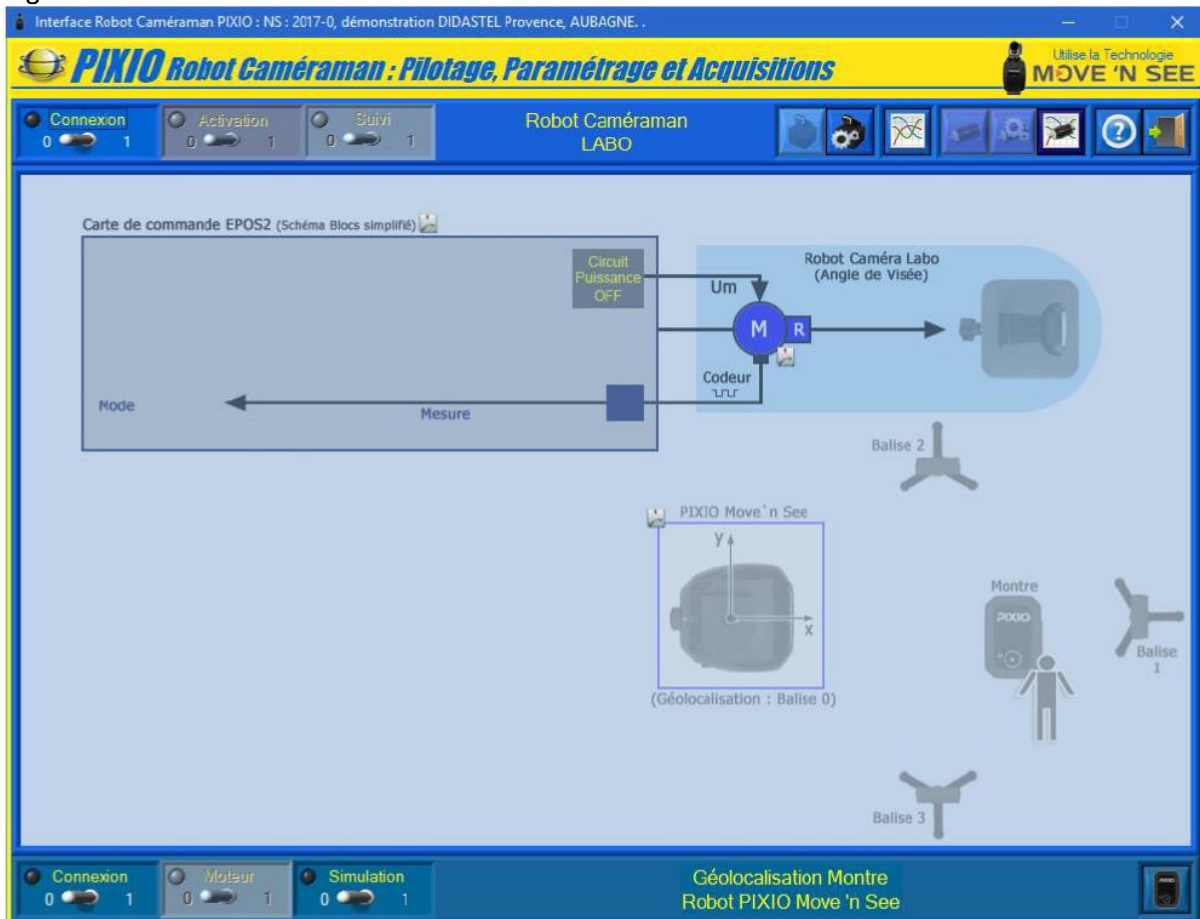 Interface Robot Caméraman PIXIO : NS : 2017-0, démonstration DIDASTEL Provence, AUBAGNE. .
PIXIO Robot Caméraman : Pilotage, Paramétrage et Acquisitions
Utilise la Technologie
MOVE 'N SEE
Connexion
0 1
Activation
0 1
Suivi
0 1
Robot Caméraman
LABO
?
Carte de commande EPOS2 (Schéma Blocs simplifié)
Circuit
Puissance
OFF
Um
Robot Caméra Labo
(Angle de Visée)
M R
Codeur
Mode
Mesure
Balise 2
PIXIO Move'n See
y
x
(Géolocalisation : Balise 0)
Montre
PIXIO
Balise
1
Balise 3
Connexion
0 1
Moteur
0 1
Simulation
0 1
Géolocalisation Montre
Robot PIXIO Move 'n See